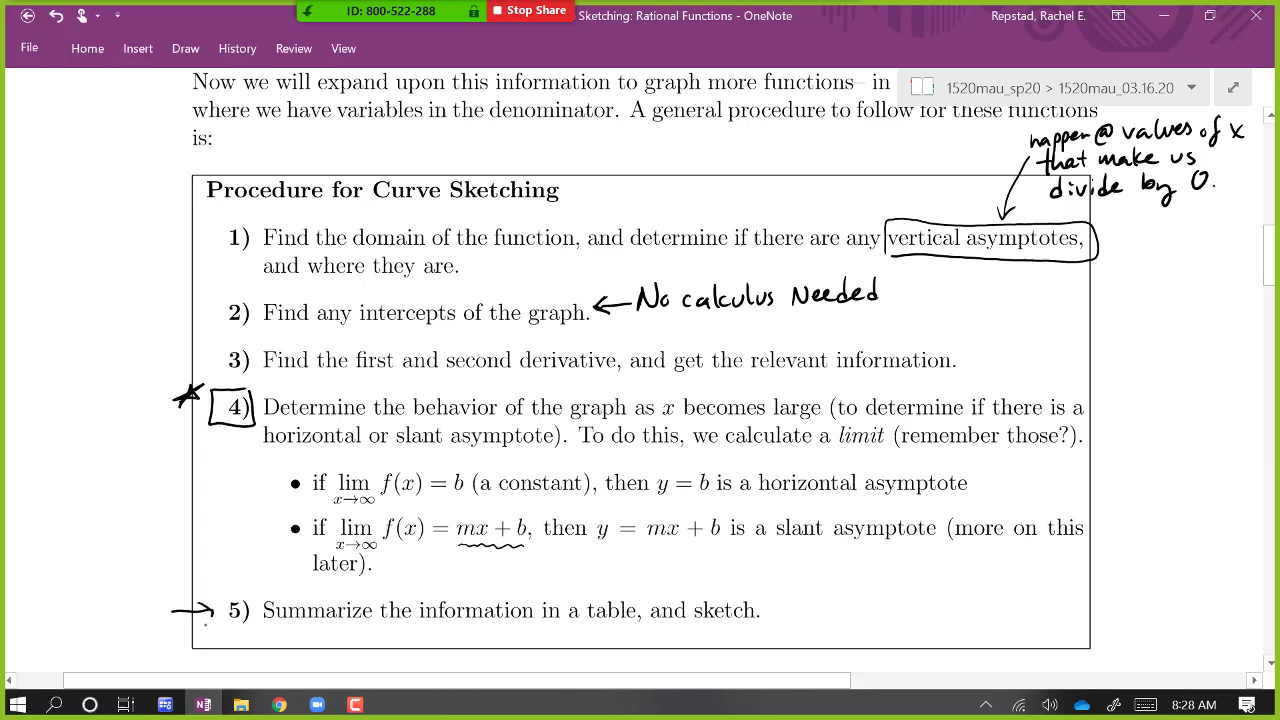 ID: 800-522-288
Stop Share
Sketching: Rational Functions - OneNote
Repstad, Rachel E.
File
Home
Insert
Draw
History
Review
View
1520mau_sp20 > 1520mau_03.16.20
Now we will expand upon this information to graph more functions– in
where we have variables in the denominator. A general procedure to follow for these functions
is:
happen @ values of x
that make us
divide by 0.
Procedure for Curve Sketching
1) Find the domain of the function, and determine if there are any vertical asymptotes,
and where they are.
2) Find any intercepts of the graph.
No calculus Needed
3) Find the first and second derivative, and get the relevant information.
4) Determine the behavior of the graph as x becomes large (to determine if there is a
horizontal or slant asymptote). To do this, we calculate a limit (remember those?).
• if lim x→∞ f(x) = b (a constant), then y = b is a horizontal asymptote
• if lim x→∞ f(x) = mx + b, then y = mx + b is a slant asymptote (more on this
later).
5) Summarize the information in a table, and sketch.
8:28 AM